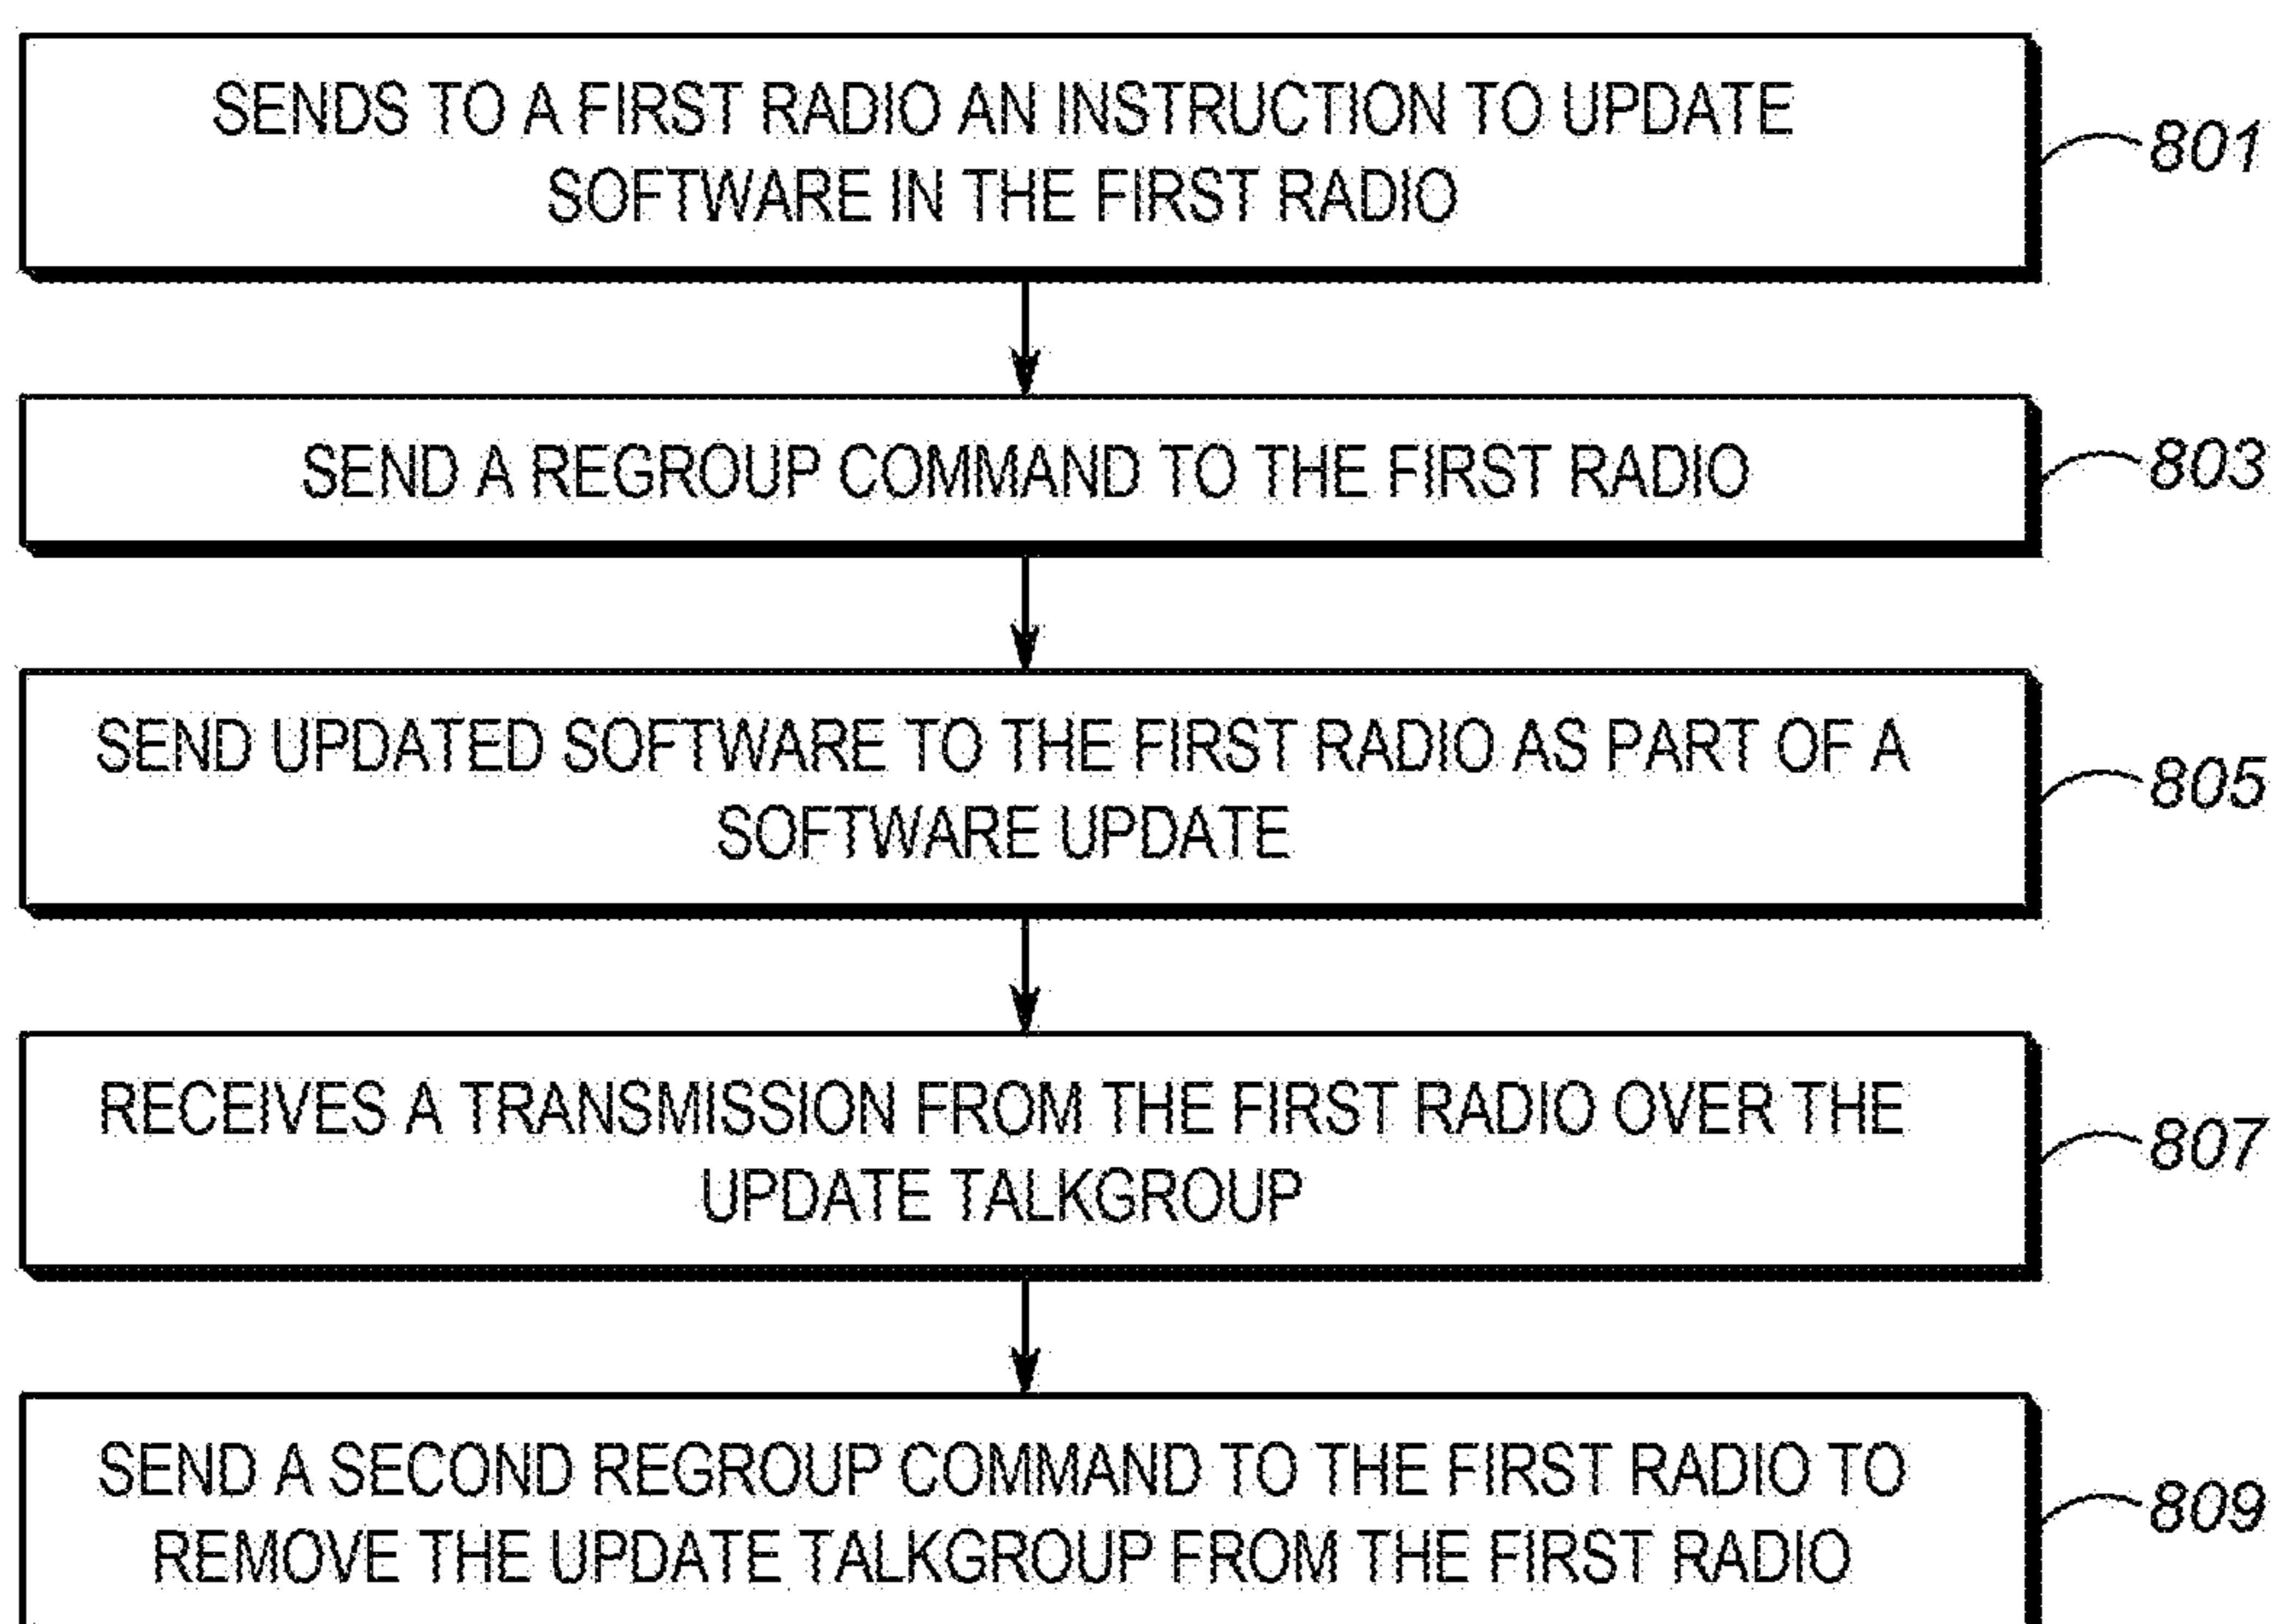 SENDS TO A FIRST RADIO AN INSTRUCTION TO UPDATE
SOFTWARE IN THE FIRST RADIO
801
SEND A REGROUP COMMAND TO THE FIRST RADIO
803
SEND UPDATED SOFTWARE TO THE FIRST RADIO AS PART OF A
SOFTWARE UPDATE
805
RECEIVES A TRANSMISSION FROM THE FIRST RADIO OVER THE
UPDATE TALKGROUP
807
SEND A SECOND REGROUP COMMAND TO THE FIRST RADIO TO
REMOVE THE UPDATE TALKGROUP FROM THE FIRST RADIO
809